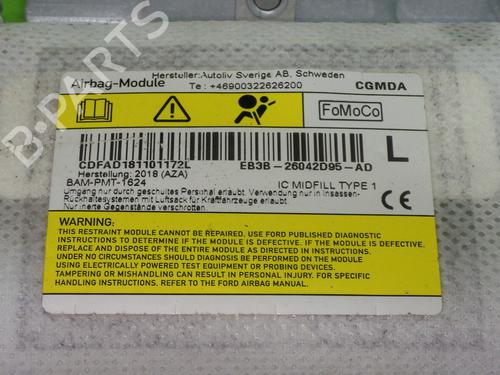 Hersteller:Autoliv Sverige AB, Schweden
Airbag-Module
Te : +46900322626200
CGMDA
FoMoCo
CDFAD181101172L
EB3B-26042D95-AD
L
Herstellung: 2018 (AZA)
BAM-PMT-1624
IC MIDFILL TYPE 1
Umgang nur durch geschultes Personal erlaubt. Verwendung nur in Insassen-
Rückhaltesystemen mit Luftsack für Kraftfahrzeuge erlaubt.
Nur inerte Gegenstände verschrotten.
CE
WARNING:
THIS RESTRAINT MODULE CANNOT BE REPAIRED. USE FORD PUBLISHED DIAGNOSTIC
INSTRUCTIONS TO DETERMINE IF THE MODULE IS DEFECTIVE. IF THE MODULE IS DEFECTIVE.
REPLACE AND DISPOSE OF THE ENTIRE MODULE AS DIRECTED IN INSTRUCTIONS.
UNDER NO CIRCUMSTANCES SHOULD DIAGNOSIS BE PERFORMED ON THE MODULE
USING ELECTRICALLY POWERED TEST EQUIPMENT OR PROBING DEVICES.
TAMPERING OR MISHANDLING CAN RESULT IN PERSONAL INJURY. FOR SPECIFIC
HANDLING INSTRUCTIONS. REFER TO THE FORD AIRBAG MANUAL.
B-PARTS